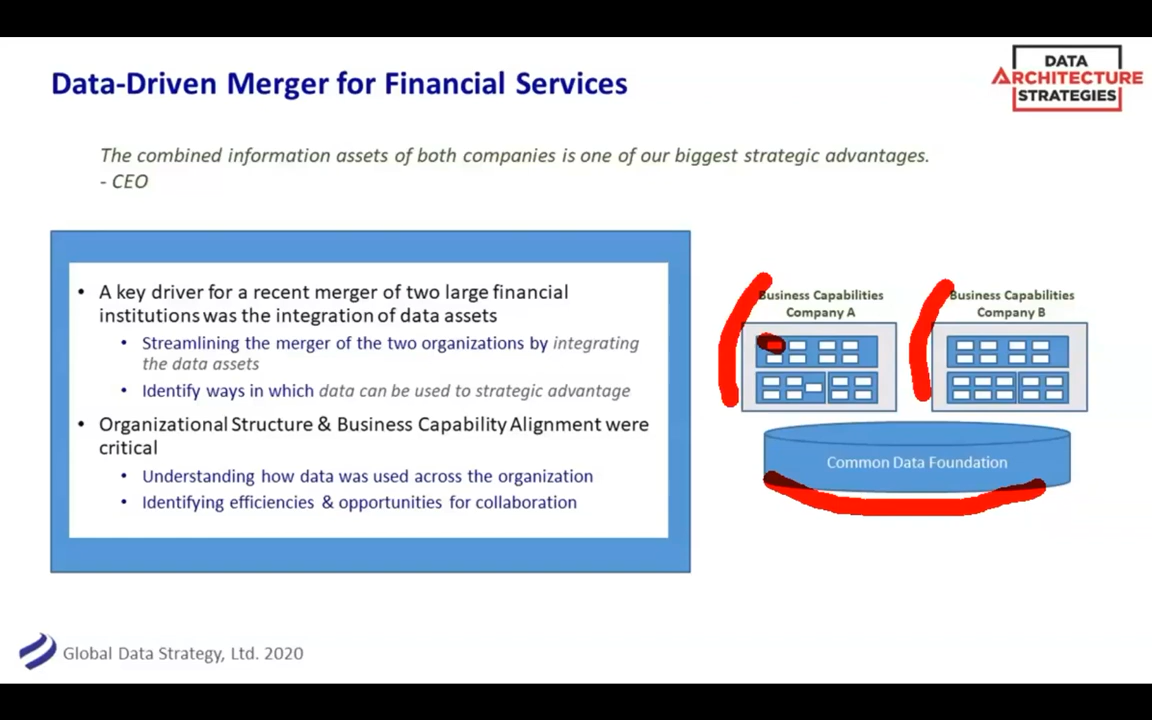 Data-Driven Merger for Financial Services
DATA
ARCHITECTURE
STRATEGIES
The combined information assets of both companies is one of our biggest strategic advantages.
- CEO
• A key driver for a recent merger of two large financial
institutions was the integration of data assets
• Streamlining the merger of the two organizations by integrating
the data assets
• Identify ways in which data can be used to strategic advantage
• Organizational Structure & Business Capability Alignment were
critical
• Understanding how data was used across the organization
• Identifying efficiencies & opportunities for collaboration
Business Capabilities
Company A
Business Capabilities
Company B
Common Data Foundation
Global Data Strategy, Ltd. 2020